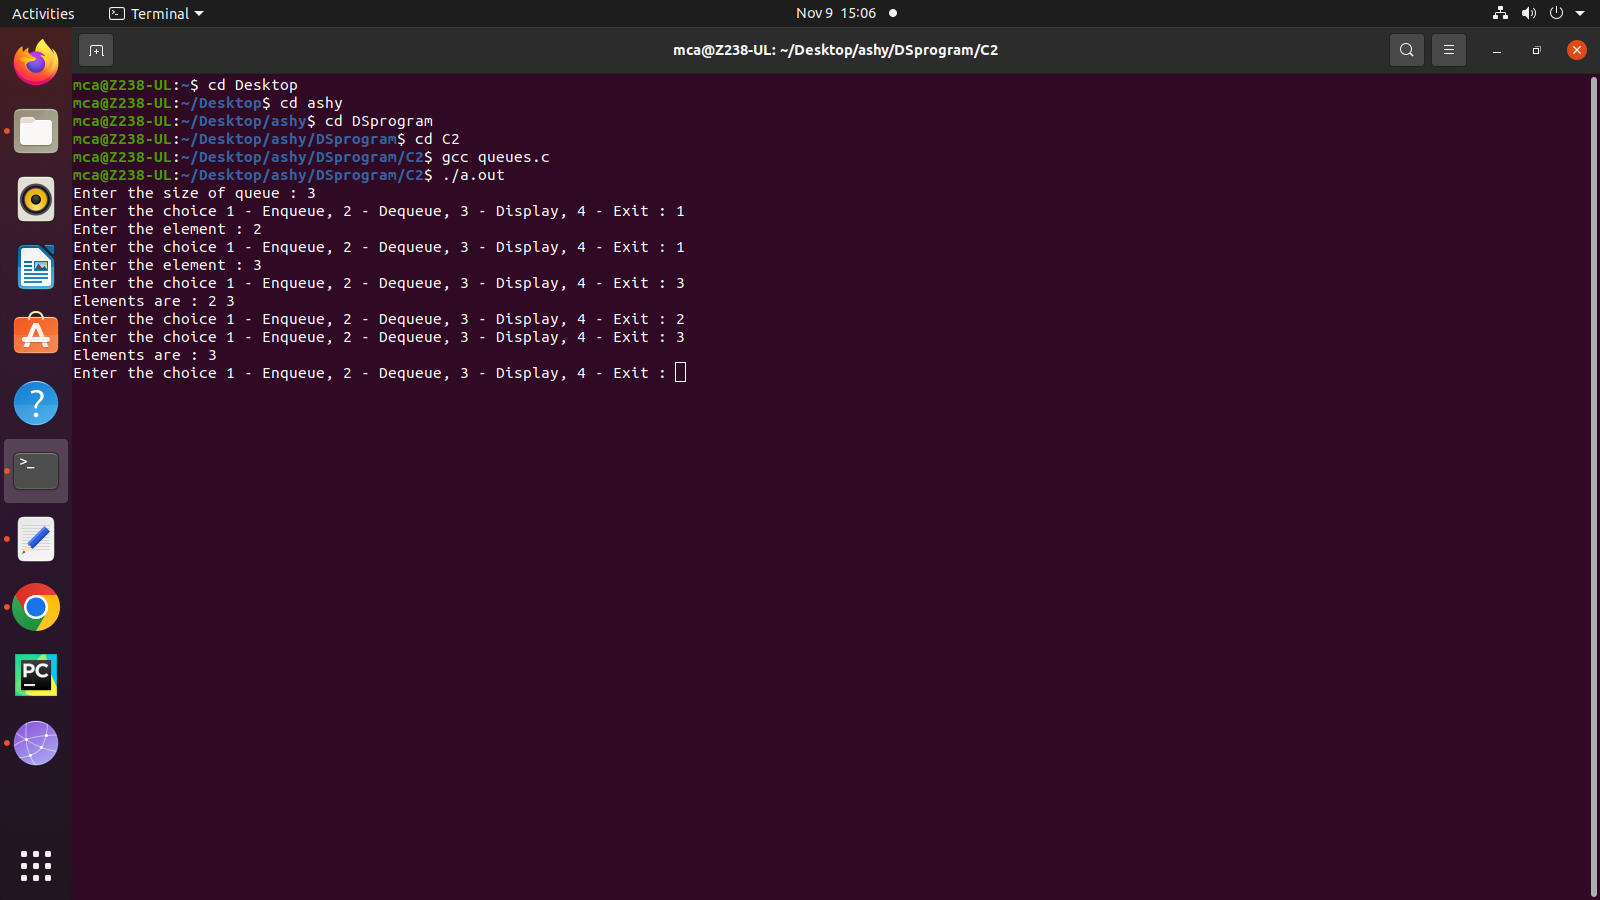 Activities Terminal Nov 9 15:06
mca@Z238-UL: ~/Desktop/ashy/DSprogram/C2
mca@Z238-UL:~$ cd Desktop
mca@Z238-UL:~/Desktop$ cd ashy
mca@Z238-UL:~/Desktop/ashy$ cd DSprogram
mca@Z238-UL:~/Desktop/ashy/DSprogram$ cd C2
mca@Z238-UL:~/Desktop/ashy/DSprogram/C2$ gcc queues.c
mca@Z238-UL:~/Desktop/ashy/DSprogram/C2$ ./a.out
Enter the size of queue : 3
Enter the choice 1 - Enqueue, 2 - Dequeue, 3 - Display, 4 - Exit : 1
Enter the element : 2
Enter the choice 1 - Enqueue, 2 - Dequeue, 3 - Display, 4 - Exit : 1
Enter the element : 3
Enter the choice 1 - Enqueue, 2 - Dequeue, 3 - Display, 4 - Exit : 3
Elements are : 2 3
Enter the choice 1 - Enqueue, 2 - Dequeue, 3 - Display, 4 - Exit : 2
Enter the choice 1 - Enqueue, 2 - Dequeue, 3 - Display, 4 - Exit : 3
Elements are : 3
Enter the choice 1 - Enqueue, 2 - Dequeue, 3 - Display, 4 - Exit :
>_
PC